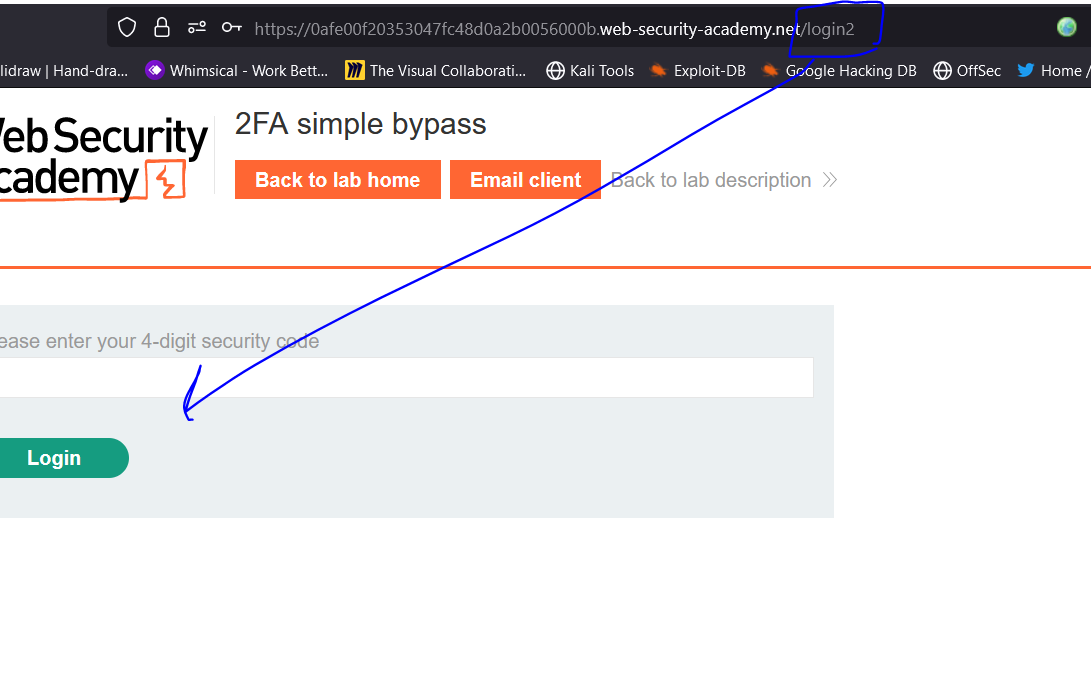 https://0afe00f20353047fc48d0a2b0056000b.web-security-academy.net/login2
lidraw | Hand-dra... Whimsical - Work Bett... The Visual Collaborati... Kali Tools Exploit-DB Google Hacking DB OffSec Home /
Web Security
cademy
2FA simple bypass
Back to lab home Email client Back to lab description
ease enter your 4-digit security code
Login